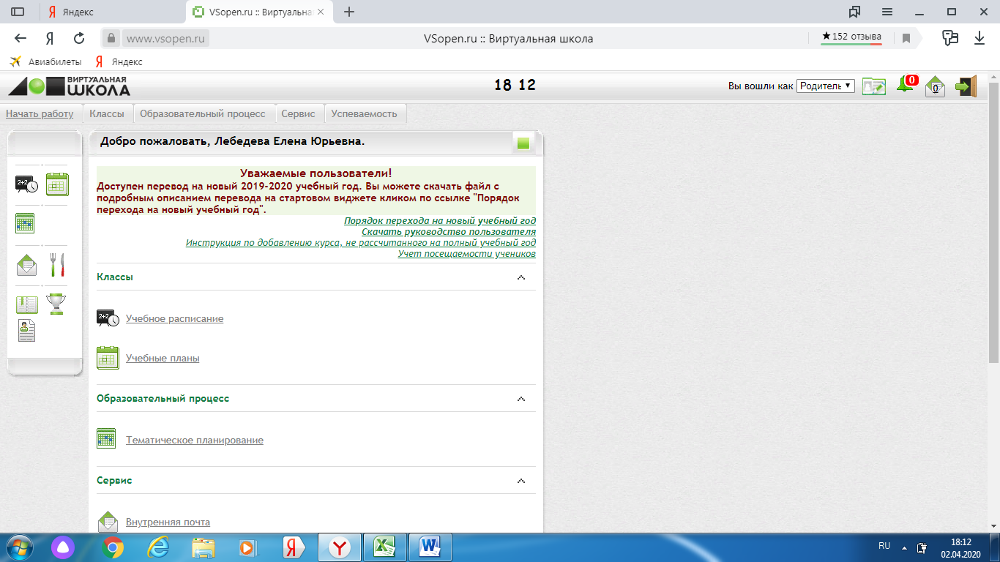 Яндекс
VSopen.ru :: Виртуальна
www.vsopen.ru
VSopen.ru :: Виртуальная школа
★152 отзыва
Авиабилеты
Яндекс
ВИРТУАЛЬНАЯ
ШКОЛА
18 12
Вы вошли как
Родитель
0
0
Начать работу
Классы
Образовательный процесс
Сервис
Успеваемость
Добро пожаловать, Лебедева Елена Юрьевна.
Уважаемые пользователи!
Доступен перевод на новый 2019-2020 учебный год. Вы можете скачать файл с
подробным описанием перевода на стартовом виджете кликом по ссылке "Порядок
перехода на новый учебный год".
Порядок перехода на новый учебный год
Скачать руководство пользователя
Инструкция по добавлению курса, не рассчитанного на полный учебный год
Учет посещаемости учеников
Классы
2+2
Учебное расписание
Учебные планы
Образовательный процесс
Тематическое планирование
Сервис
Внутренняя почта
RU
18:12
02.04.2020